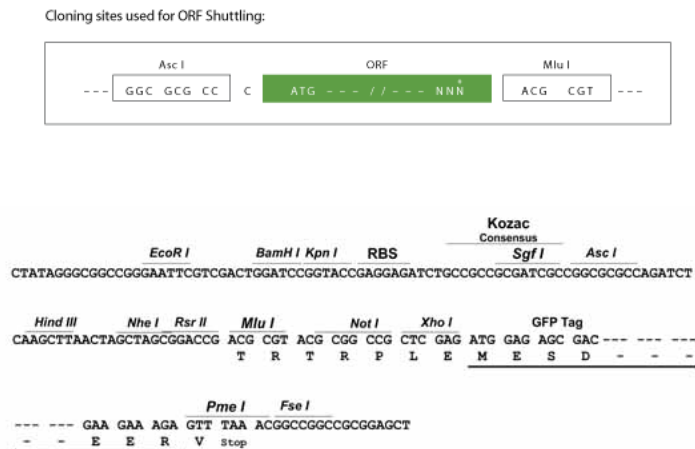 Cloning sites used for ORF Shuttling:
Asc I ORF Mlu I
--- GGC GCG CC C ATG --- // --- NNN* ACG CGT ---
Kozac
Consensus
EcoR I BamH I Kpn I RBS Sgf I Asc I
CTATAGGGCGGCCGGGAATTCGTCGACTGGATCCGGTACCGAGGAGATCTGCCGCCGCGATCGCCGGCGCGCCAGATCT
Hind III Nhe I Rsr II Mlu I Not I Xho I GFP Tag
CAAGCTTAACTAGCTAGCGGACCG ACG CGT ACG CGG CCG CTC GAG ATG GAG AGC GAC --- --- ---
T R T R P L E M E S D - - -
Pme I Fse I
--- --- GAA GAA AGA GTT TAA ACGGCCGGCCGCGGAGCT
- - E E R V Stop